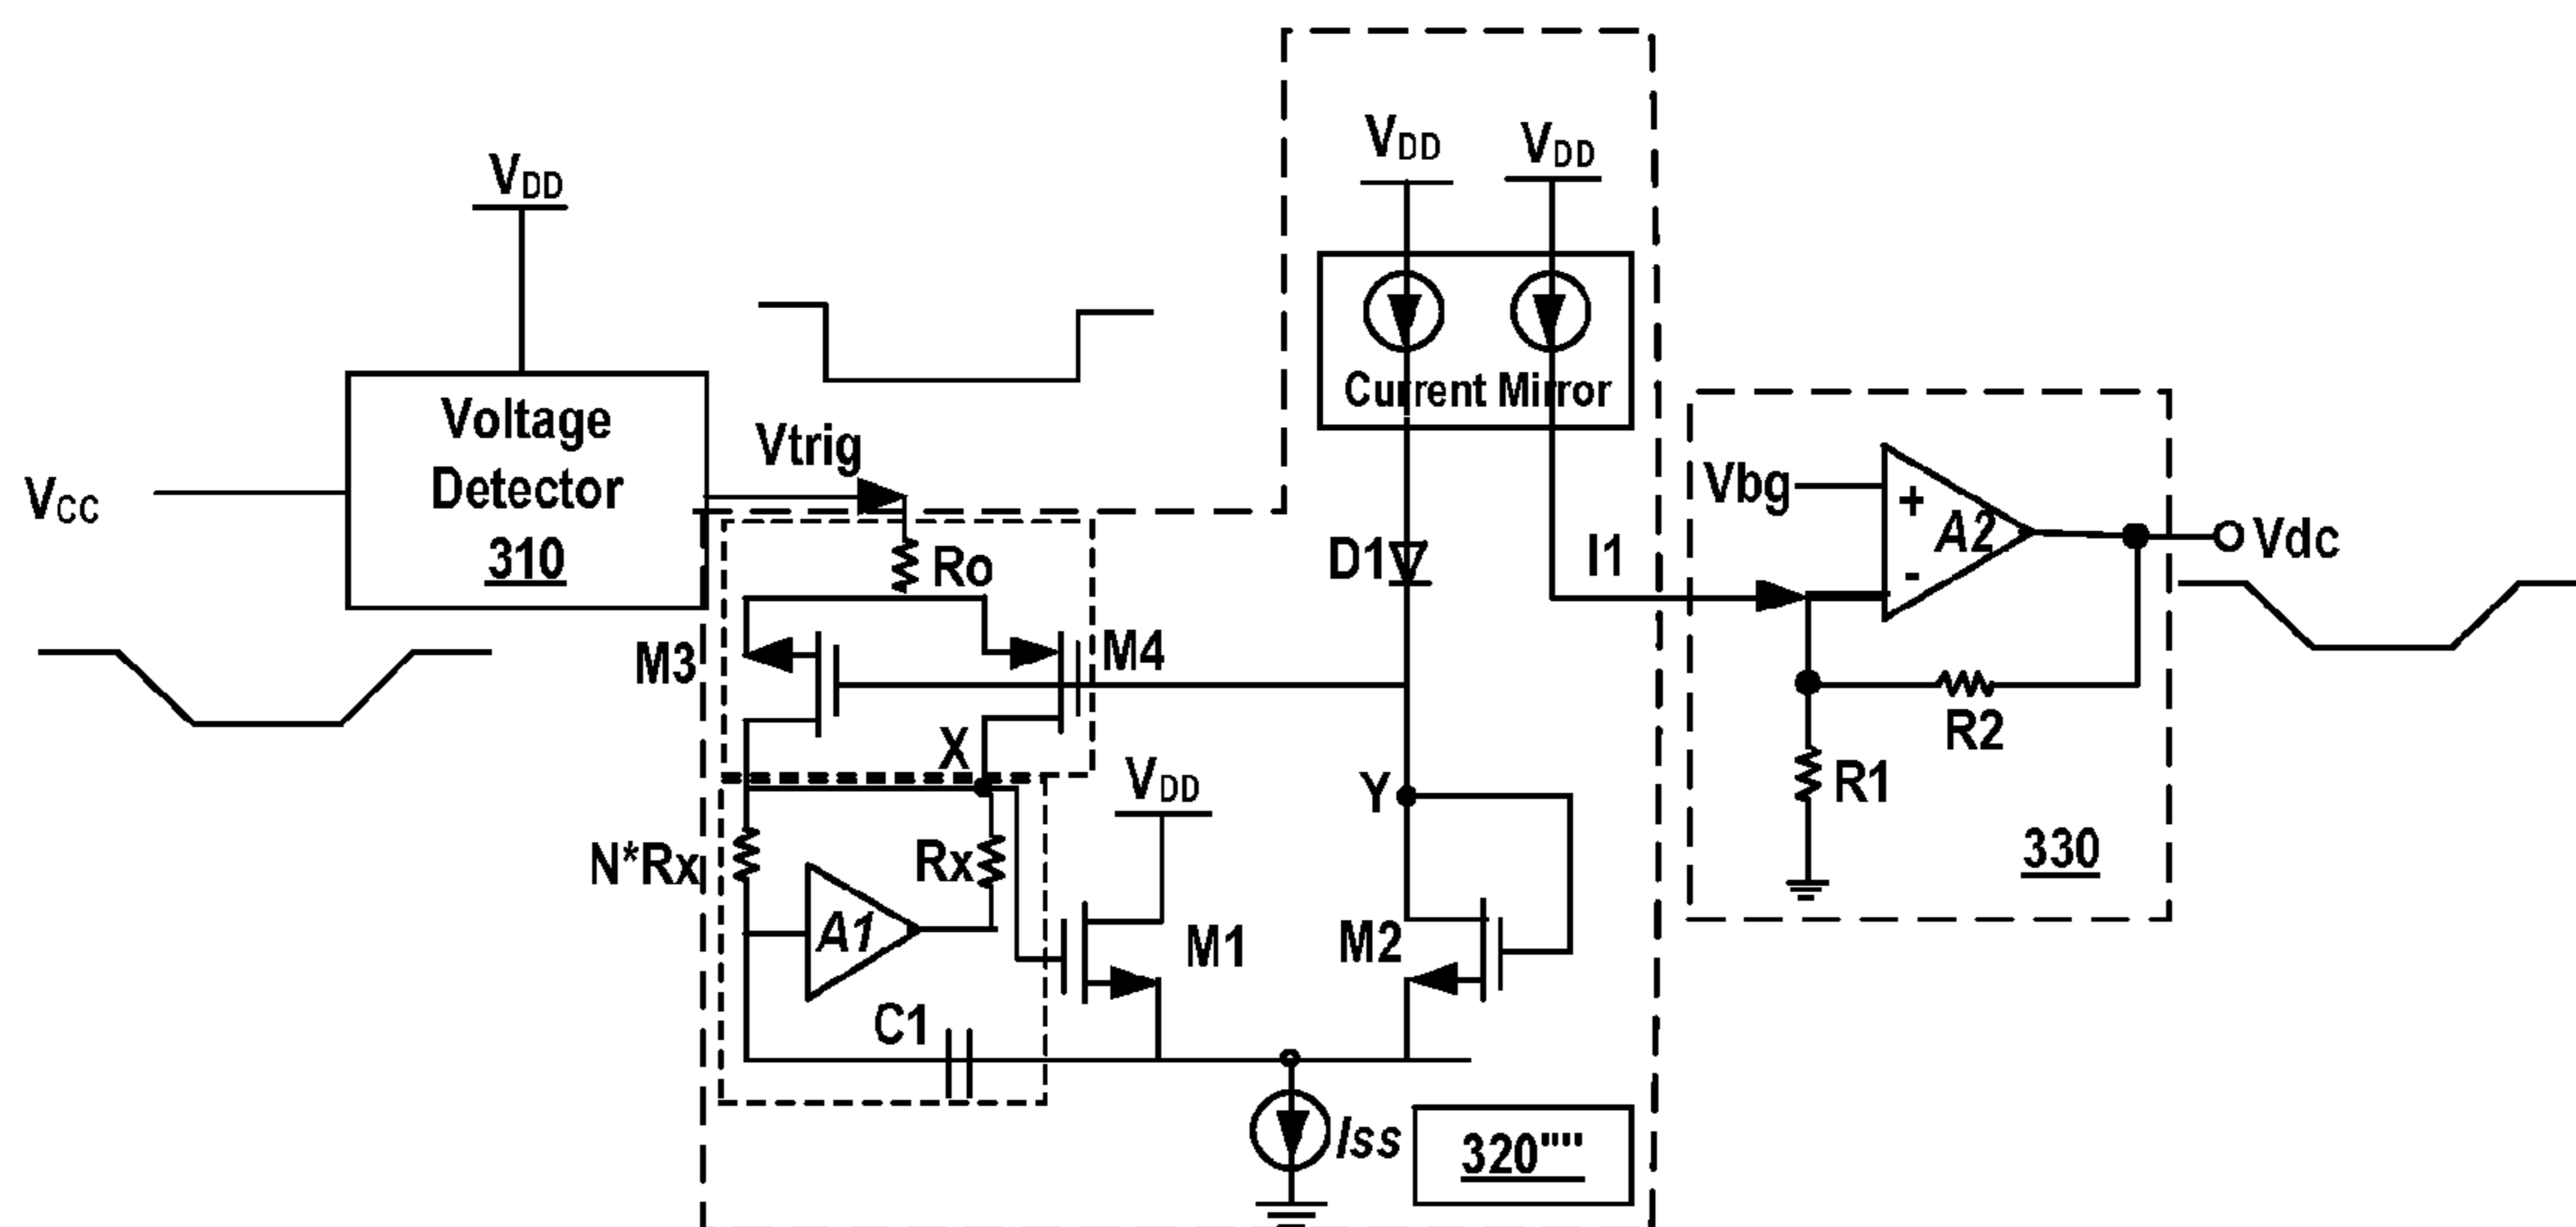 VDD
VDD
VDD
Voltage
Detector
310
VCC
Vtrig
Current Mirror
Vbg
+
A2
-
Vdc
Ro
D1
I1
M3
M4
R2
X
VDD
Y
R1
330
N*Rx
A1
Rx
M1
M2
C1
ISS
320""